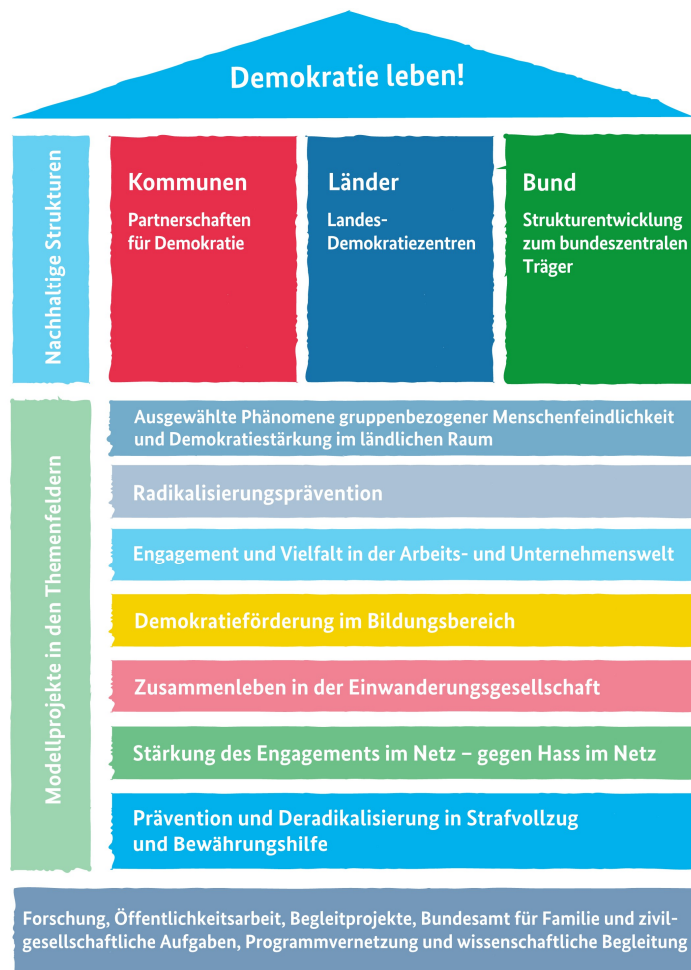 Demokratie leben!
Nachhaltige Strukturen
Kommunen
Partnerschaften
für Demokratie
Länder
Landes-
Demokratiezentren
Bund
Strukturentwicklung
zum bundeszentralen
Träger
Modellprojekte in den Themenfeldern
Ausgewählte Phänomene gruppenbezogener Menschenfeindlichkeit
und Demokratiestärkung im ländlichen Raum
Radikalisierungsprävention
Engagement und Vielfalt in der Arbeits- und Unternehmenswelt
Demokratieförderung im Bildungsbereich
Zusammenleben in der Einwanderungsgesellschaft
Stärkung des Engagements im Netz – gegen Hass im Netz
Prävention und Deradikalisierung in Strafvollzug
und Bewährungshilfe
Forschung, Öffentlichkeitsarbeit, Begleitprojekte, Bundesamt für Familie und zivil-
gesellschaftliche Aufgaben, Programmvernetzung und wissenschaftliche Begleitung